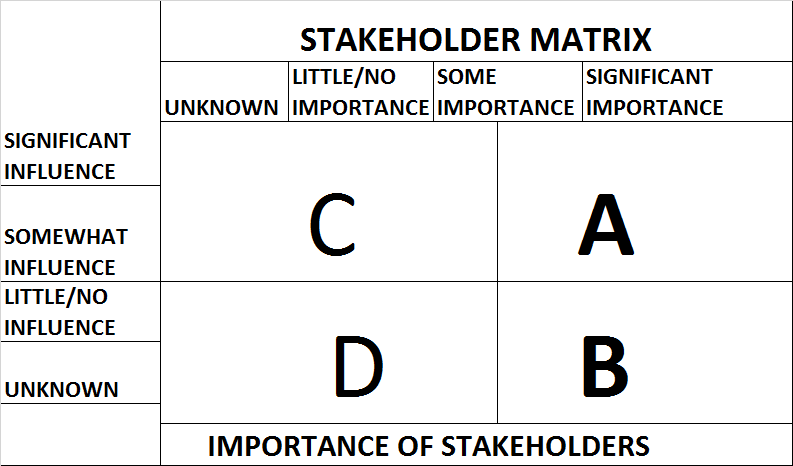 STAKEHOLDER MATRIX
UNKNOWN
LITTLE/NO
IMPORTANCE
SOME
IMPORTANCE
SIGNIFICANT
IMPORTANCE
SIGNIFICANT
INFLUENCE
SOMEWHAT
INFLUENCE
C
A
LITTLE/NO
INFLUENCE
UNKNOWN
D
B
IMPORTANCE OF STAKEHOLDERS